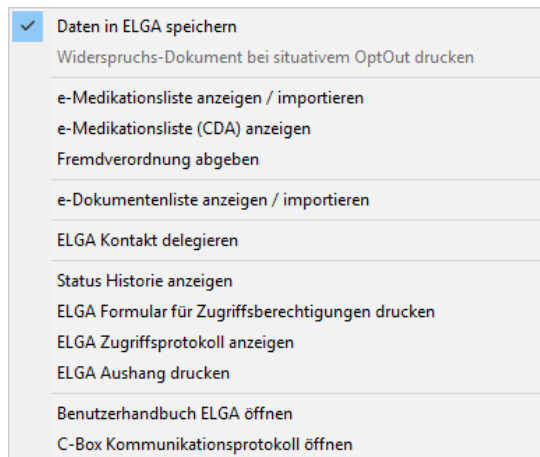 Daten in ELGA speichern
Widerspruchs-Dokument bei situativem OptOut drucken
e-Medikationsliste anzeigen / importieren
e-Medikationsliste (CDA) anzeigen
Fremdverordnung abgeben
e-Dokumentenliste anzeigen / importieren
ELGA Kontakt delegieren
Status Historie anzeigen
ELGA Formular für Zugriffsberechtigungen drucken
ELGA Zugriffsprotokoll anzeigen
ELGA Aushang drucken
Benutzerhandbuch ELGA öffnen
C-Box Kommunikationsprotokoll öffnen